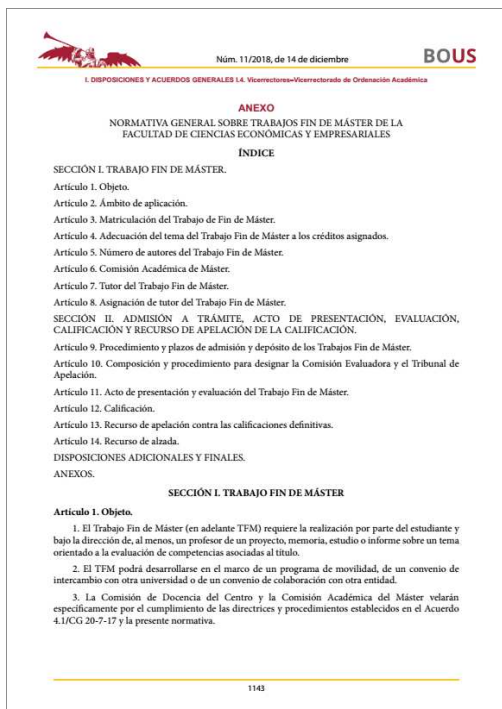 Núm. 11/2018, de 14 de diciembre
BOUS
I. DISPOSICIONES Y ACUERDOS GENERALES I.4. Vicerrectores=Vicerrectorado de Ordenación Académica
ANEXO
NORMATIVA GENERAL SOBRE TRABAJOS FIN DE MÁSTER DE LA
FACULTAD DE CIENCIAS ECONÓMICAS Y EMPRESARIALES
ÍNDICE
SECCIÓN I. TRABAJO FIN DE MÁSTER.
Artículo 1. Objeto.
Artículo 2. Ámbito de aplicación.
Artículo 3. Matriculación del Trabajo de Fin de Máster.
Artículo 4. Adecuación del tema del Trabajo Fin de Máster a los créditos asignados.
Artículo 5. Número de autores del Trabajo Fin de Máster.
Artículo 6. Comisión Académica de Máster.
Artículo 7. Tutor del Trabajo Fin de Máster.
Artículo 8. Asignación de tutor del Trabajo Fin de Máster.
SECCIÓN II. ADMISIÓN A TRÁMITE, ACTO DE PRESENTACIÓN, EVALUACIÓN,
CALIFICACIÓN Y RECURSO DE APELACIÓN DE LA CALIFICACIÓN.
Artículo 9. Procedimiento y plazos de admisión y depósito de los Trabajos Fin de Máster.
Artículo 10. Composición y procedimiento para designar la Comisión Evaluadora y el Tribunal de
Apelación.
Artículo 11. Acto de presentación y evaluación del Trabajo Fin de Máster.
Artículo 12. Calificación.
Artículo 13. Recurso de apelación contra las calificaciones definitivas.
Artículo 14. Recurso de alzada.
DISPOSICIONES ADICIONALES Y FINALES.
ANEXOS.
SECCIÓN I. TRABAJO FIN DE MÁSTER
Artículo 1. Objeto.
1. El Trabajo Fin de Máster (en adelante TFM) requiere la realización por parte del estudiante y
bajo la dirección de, al menos, un profesor de un proyecto, memoria, estudio o informe sobre un tema
orientado a la evaluación de competencias asociadas al título.
2. El TFM podrá desarrollarse en el marco de un programa de movilidad, de un convenio de
intercambio con otra universidad o de un convenio de colaboración con otra entidad.
3. La Comisión de Docencia del Centro y la Comisión Académica del Máster velarán
específicamente por el cumplimiento de las directrices y procedimientos establecidos en el Acuerdo
4.1/CG 20-7-17 y la presente normativa.
1143